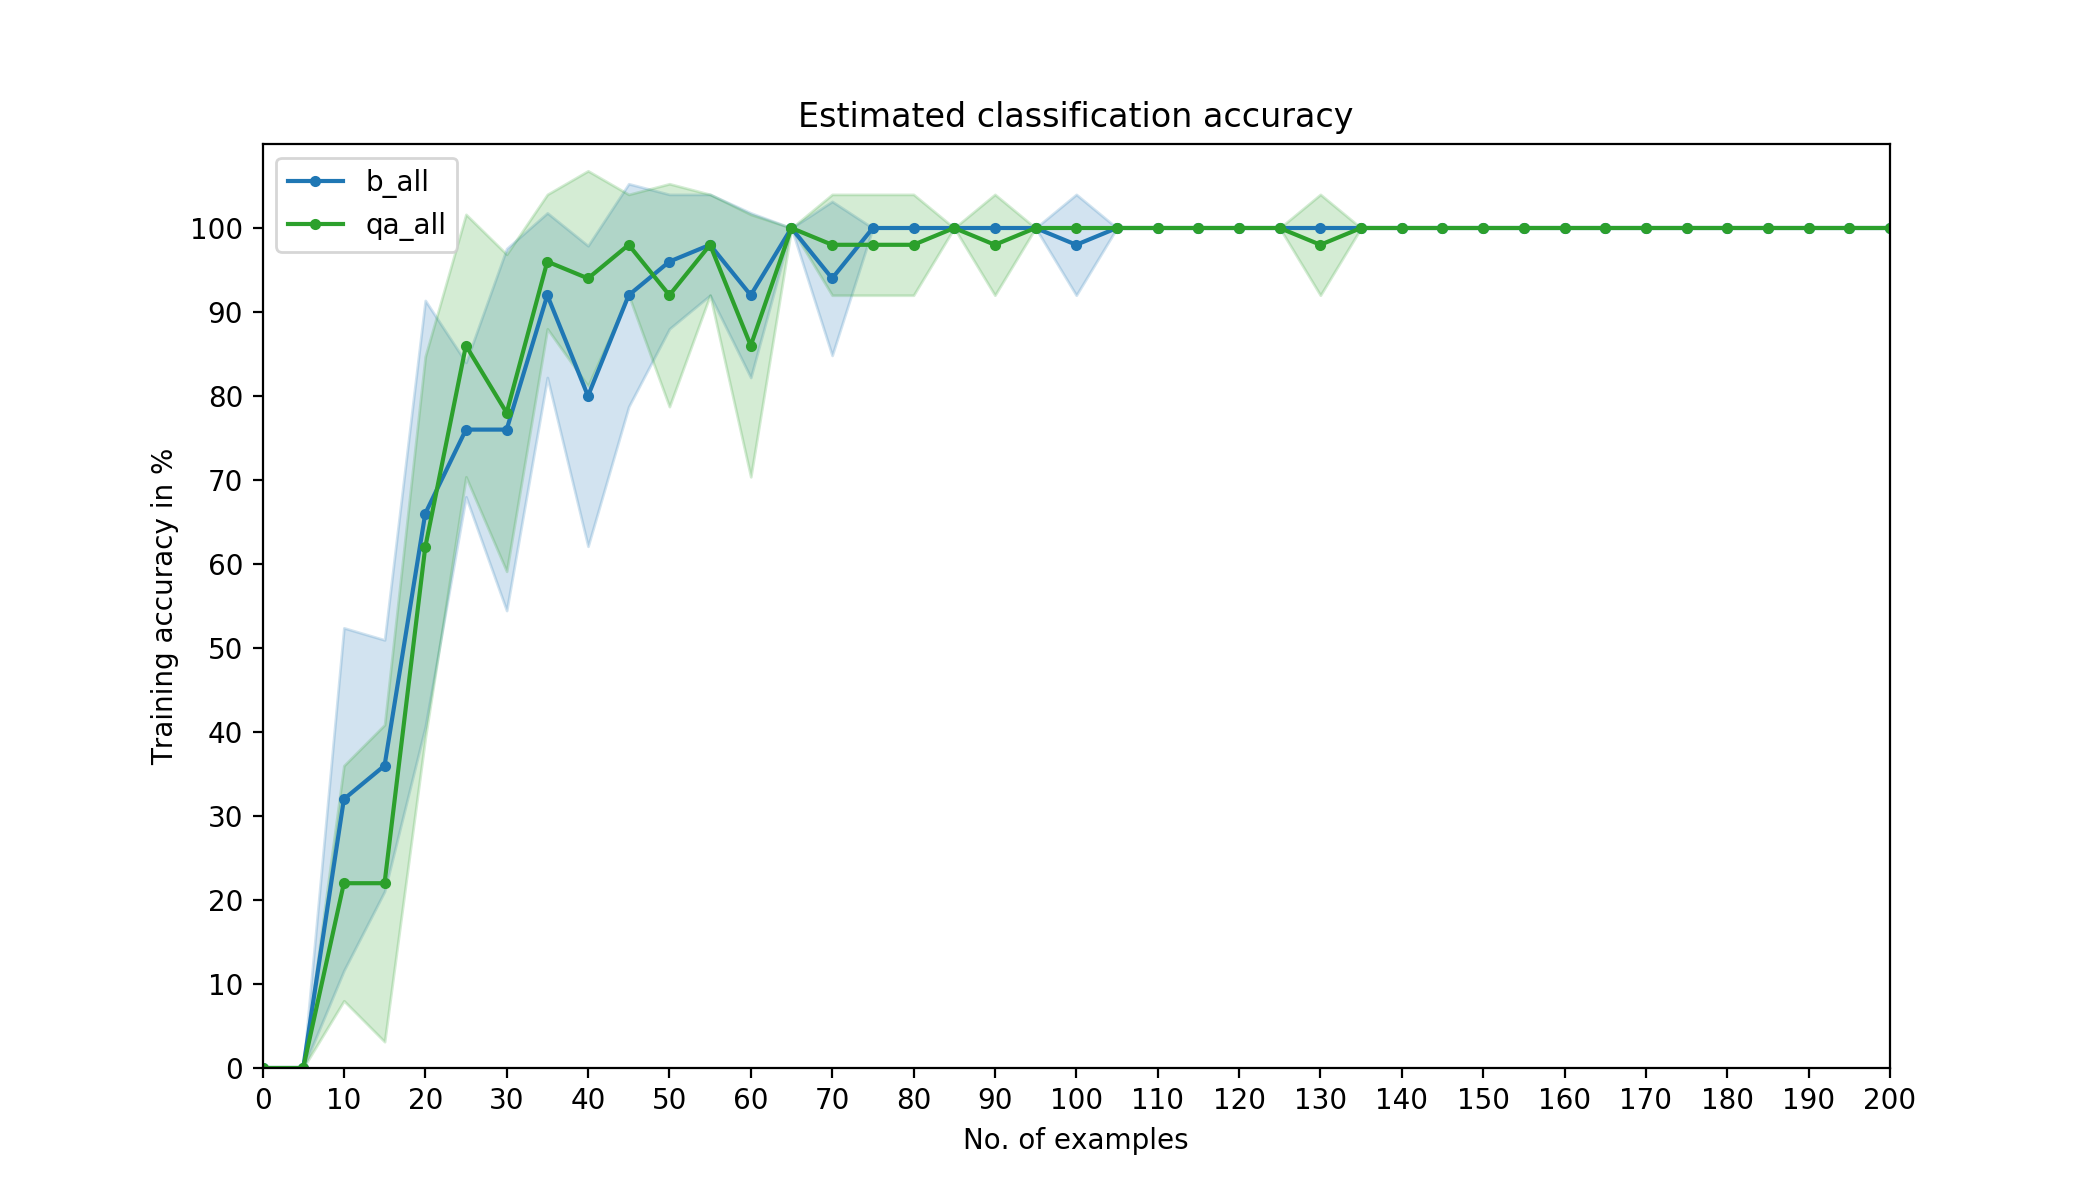 Estimated classification accuracy
b_all
qa_all
100
90
80
70
60
50
40
30
20
10
0
Training accuracy in %
0 10 20 30 40 50 60 70 80 90 100 110 120 130 140 150 160 170 180 190 200
No. of examples